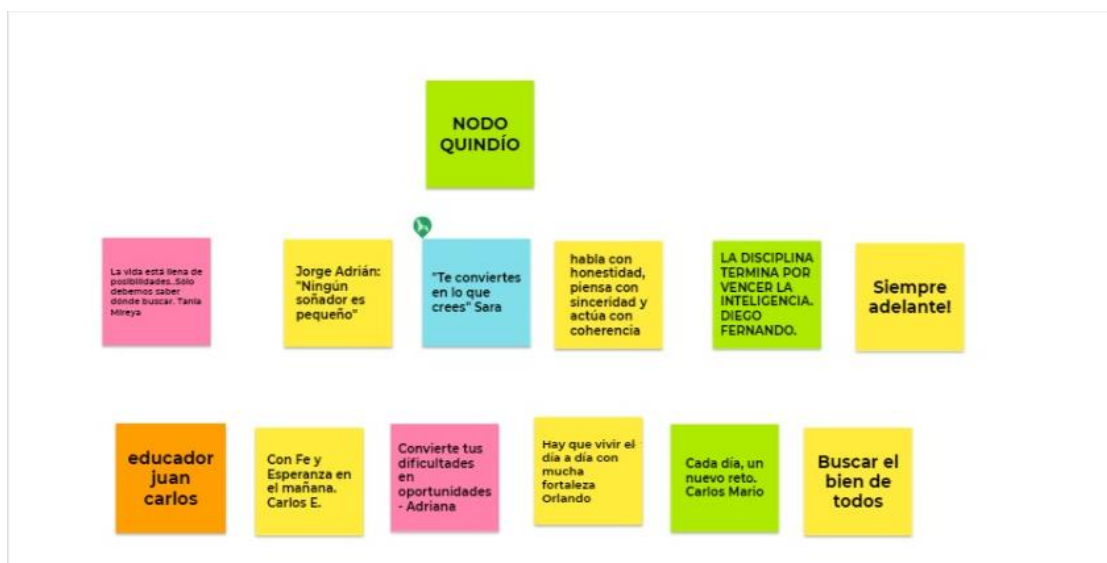 NODO
QUINDÍO
La vida está llena de
posibilidades..Sólo
debemos saber
dónde buscar. Tania
Mireya
Jorge Adrián:
"Ningún
soñador es
pequeño"
"Te conviertes
en lo que
crees" Sara
habla con
honestidad,
piensa con
sinceridad y
actúa con
coherencia
LA DISCIPLINA
TERMINA POR
VENCER LA
INTELIGENCIA.
DIEGO
FERNANDO.
Siempre
adelante!
educador
juan
carlos
Con Fe y
Esperanza en
el mañana.
Carlos E.
Convierte tus
dificultades
en
oportunidades
- Adriana
Hay que vivir el
día a día con
mucha
fortaleza
Orlando
Cada día, un
nuevo reto.
Carlos Mario
Buscar el
bien de
todos